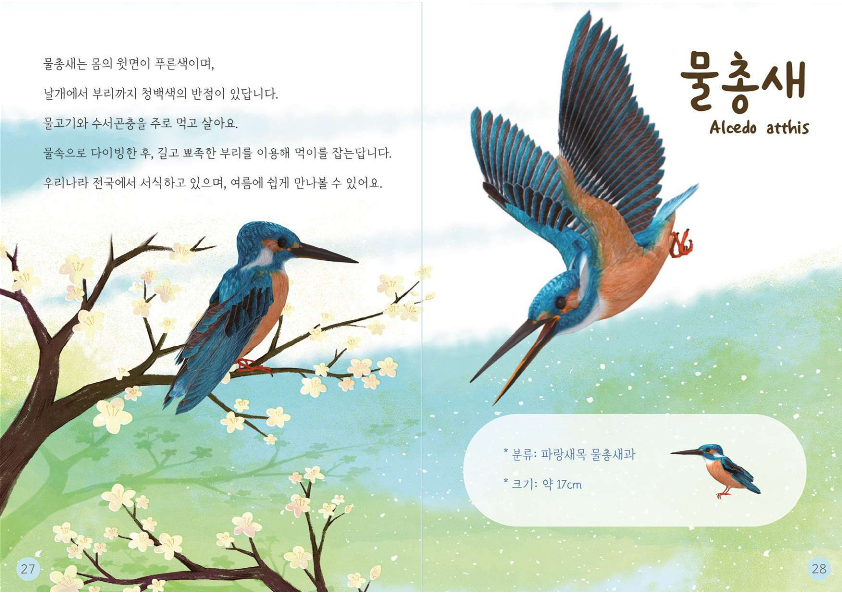 물총새는 몸의 윗면이 푸른색이며,
날개에서 부리까지 청백색의 반점이 있답니다.
물고기와 수서곤충을 주로 먹고 살아요.
물속으로 다이빙한 후, 길고 뾰족한 부리를 이용해 먹이를 잡는답니다.
우리나라 전국에서 서식하고 있으며, 여름에 쉽게 만나볼 수 있어요.
27
물총새
Alcedo atthis
* 분류: 파랑새목 물총새과
* 크기: 약 17cm
28